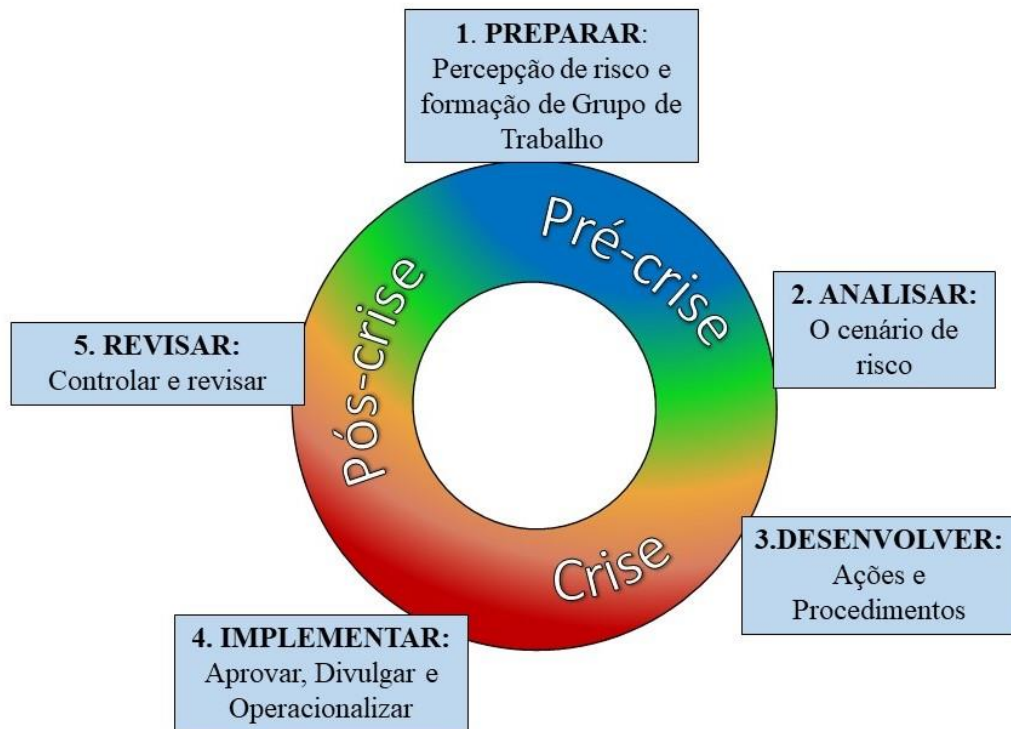 1. PREPARAR:
Percepção de risco e
formação de Grupo de
Trabalho
Pré-crise
2. ANALISAR:
O cenário de
risco
3.DESENVOLVER:
Ações e
Procedimentos
Crise
4. IMPLEMENTAR:
Aprovar, Divulgar e
Operacionalizar
5. REVISAR:
Controlar e revisar
Pós-crise